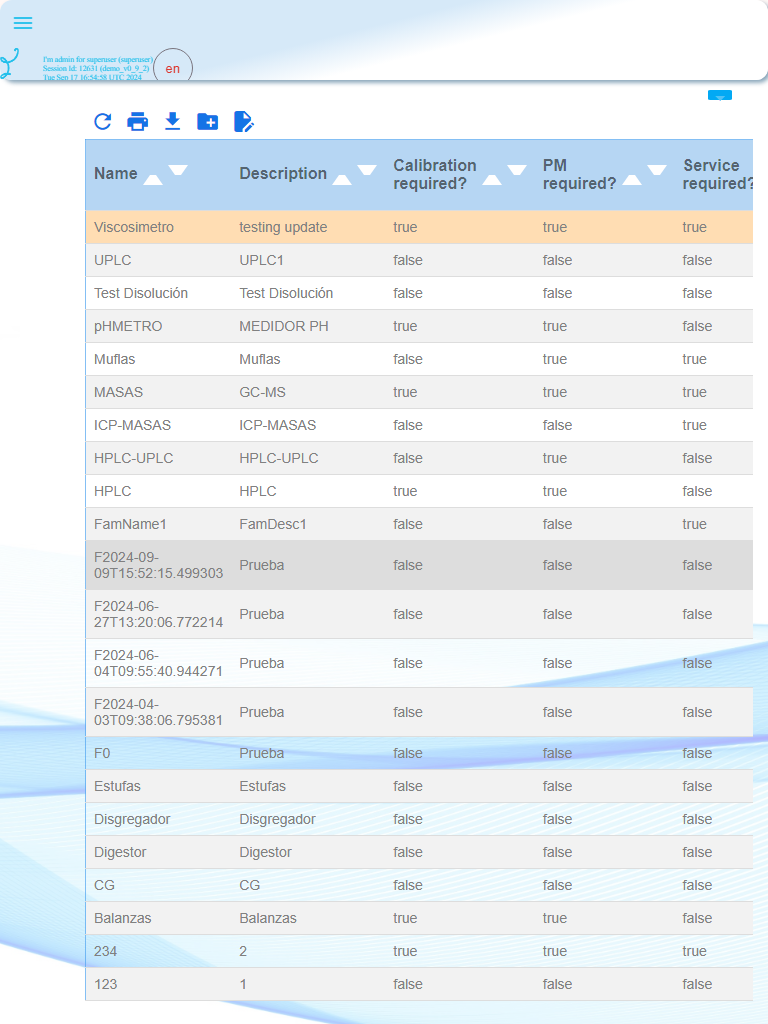 I'm admin for superuser (superuser)
Session Id: 12631 (demo_v0_9_2)
Tue Sep 17 16:54:58 UTC 2024
en
Name Description Calibration required? PM required? Service required?
Viscosimetro testing update true true true
UPLC UPLC1 false false false
Test Disolución Test Disolución false false false
pHMETRO MEDIDOR PH true true false
Muflas Muflas false true true
MASAS GC-MS true true true
ICP-MASAS ICP-MASAS false false true
HPLC-UPLC HPLC-UPLC false true false
HPLC HPLC true true false
FamName1 FamDesc1 false false true
F2024-09-
09T15:52:15.499303 Prueba false false false
F2024-06-
27T13:20:06.772214 Prueba false false false
F2024-06-
04T09:55:40.944271 Prueba false false false
F2024-04-
03T09:38:06.795381 Prueba false false false
F0 Prueba false false false
Estufas Estufas false false false
Disgregador Disgregador false false false
Digestor Digestor false false false
CG CG false false false
Balanzas Balanzas true true false
234 2 true true true
123 1 false false false